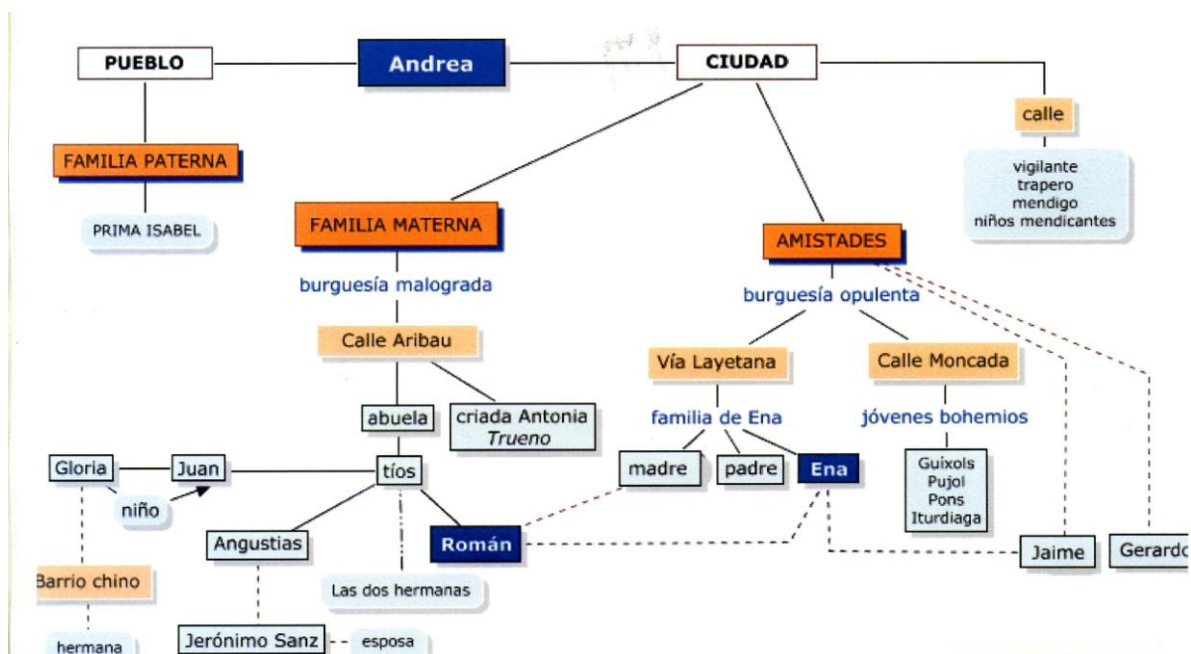 PUEBLO
Andrea
CIUDAD
calle
FAMILIA PATERNA
vigilante
trapero
mendigo
niños mendicantes
PRIMA ISABEL
FAMILIA MATERNA
AMISTADES
burguesía malograda
burguesía opulenta
Calle Aribau
Vía Layetana
Calle Moncada
abuela
criada Antonia
Trueno
familia de Ena
jóvenes bohemios
Gloria
Juan
tíos
madre
padre
Ena
Guixols
Pujol
Pons
Iturdiaga
niño
Angustias
Román
Jaime
Gerardo
Barrio chino
Las dos hermanas
hermana
Jerónimo Sanz
esposa